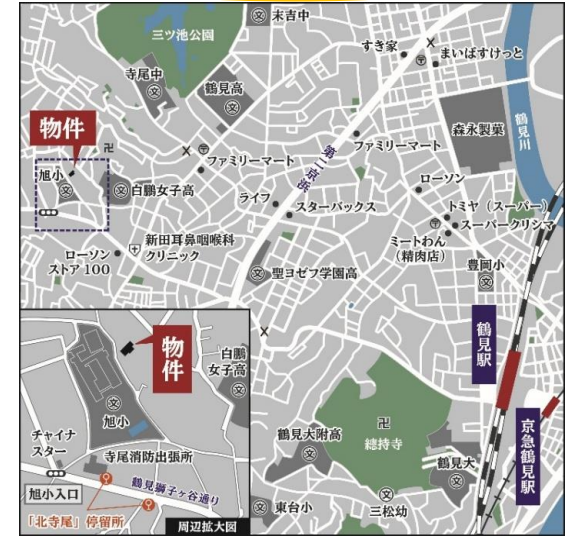 末吉中
三ツ池公園
すき家
まいばすけっと
寺尾中
鶴見高
物件
森永製菓
鶴見川
第二京浜
ファミリーマート
ファミリーマート
旭小
白鵬女子高
ローソン
ライフ
スターバックス
トミヤ（スーパー）
スーパークリシマ
ミートわん
（精肉店）
新田耳鼻咽喉科
クリニック
ローソン
ストア100
聖ヨゼフ学園高
豊岡小
鶴見駅
京急鶴見駅
物件
白鵬
女子高
旭小
チャイナ
スター
寺尾消防出張所
鶴見獅子ヶ谷通り
旭小入口
「北寺尾」停留所
周辺拡大図
鶴見大附高
總持寺
鶴見大
東台小
三松幼